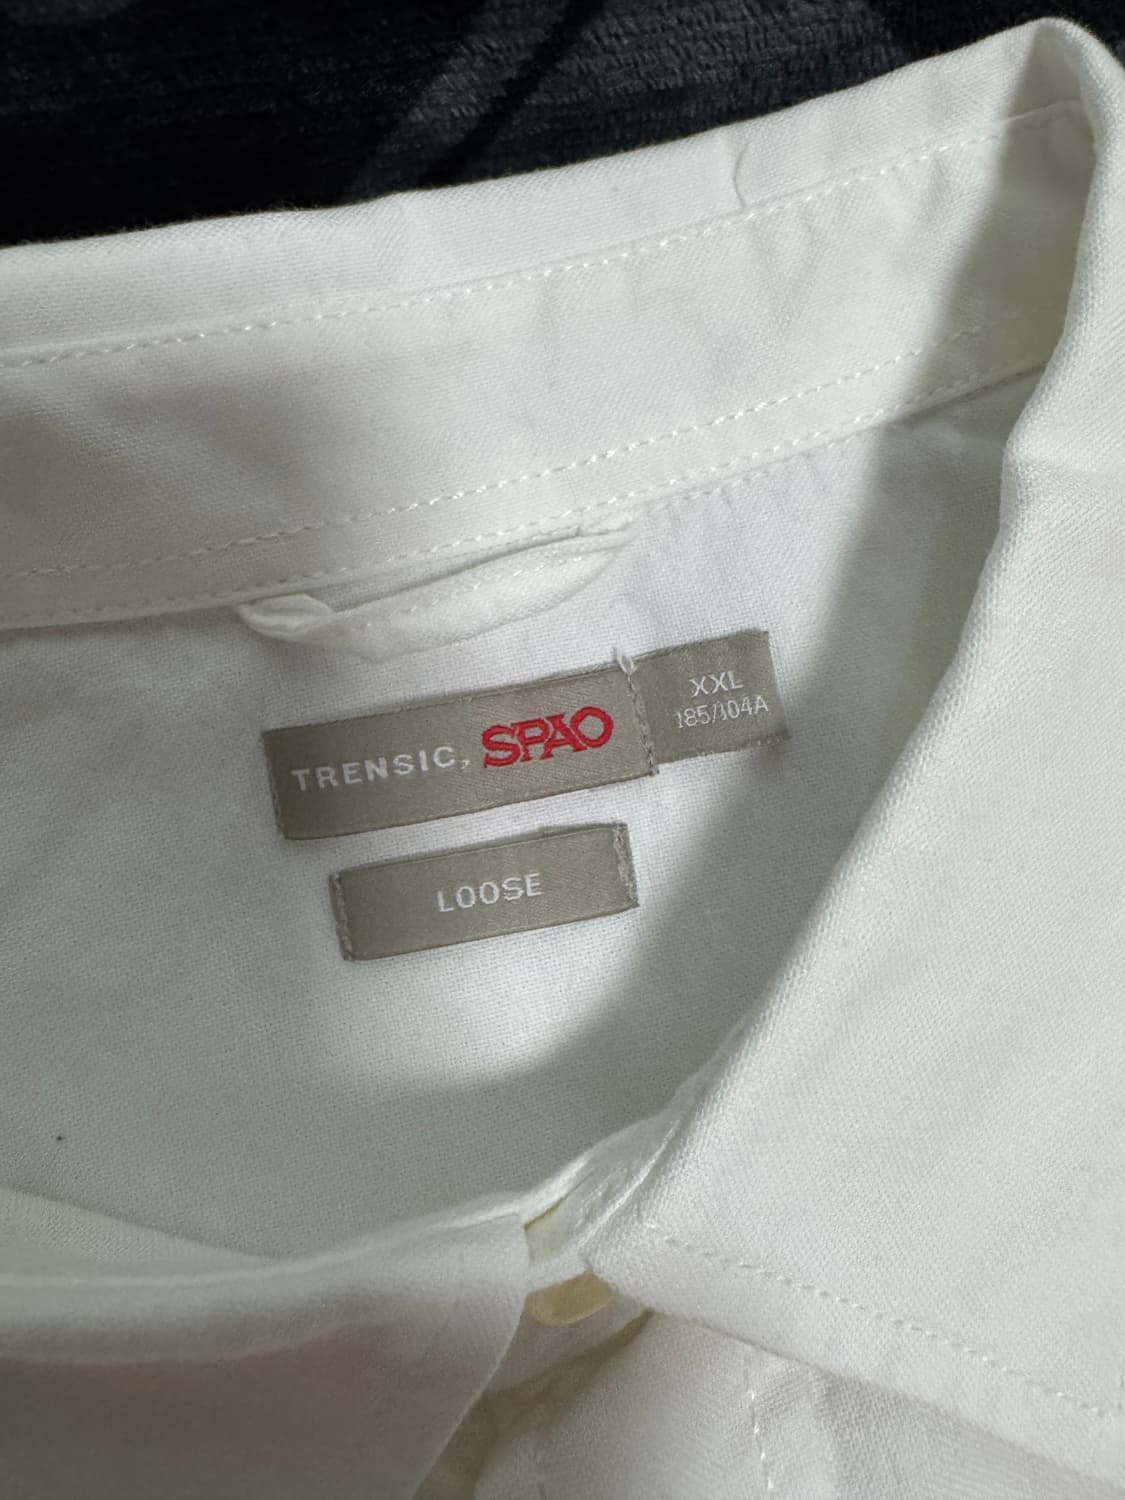 TRENSIC, SPAO
XXL
185/104A
LOOSE